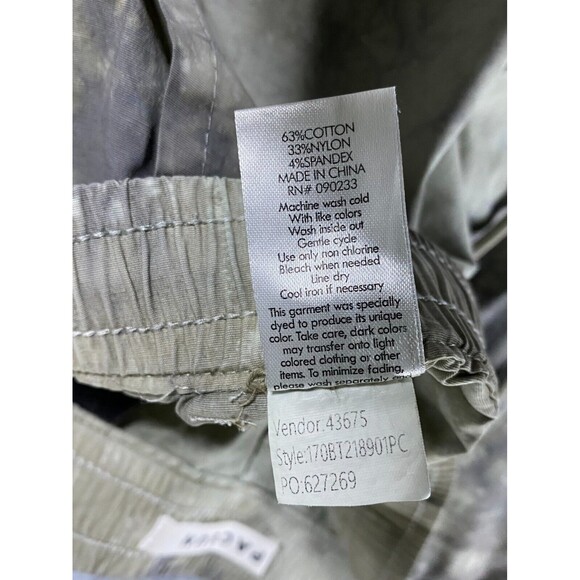 63%COTTON
33%NYLON
4%SPANDEX
MADE IN CHINA
RN# 090233
Machine wash cold
With like colors
Wash inside out
Gentle cycle
Use only non chlorine
Bleach when needed
Line dry
Cool iron if necessary
This garment was specially
dyed to produce its unique
color. Take care, dark colors
may transfer onto light
colored clothing or other
items. To minimize fading,
please wash separately
Vendor:43675
Style:170BT218901PC
PO:627269